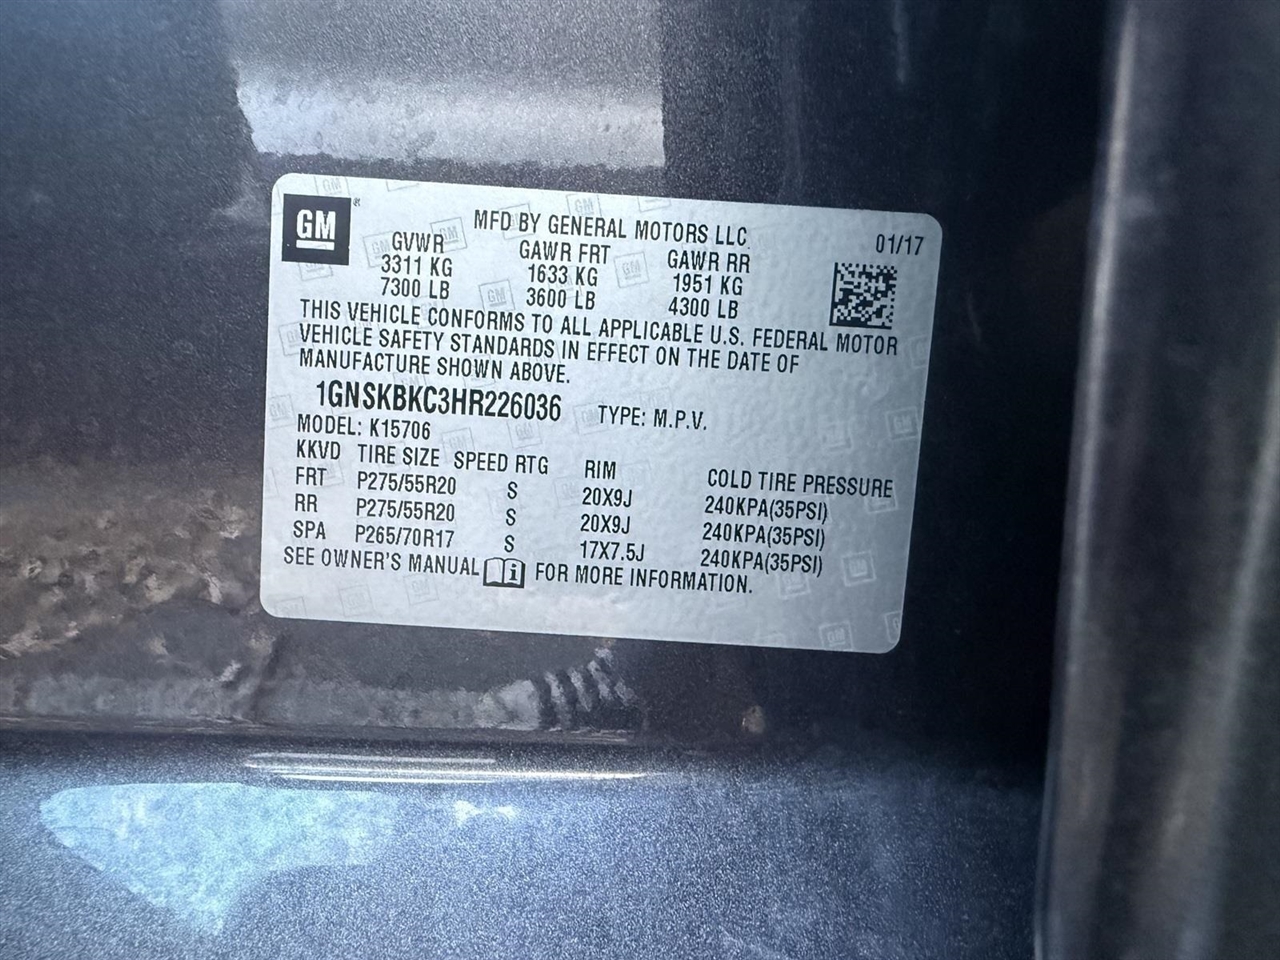 GM
MFD BY GENERAL MOTORS LLC
01/17
GVWR GAWR FRT GAWR RR
3311 KG 1633 KG 1951 KG
7300 LB 3600 LB 4300 LB
THIS VEHICLE CONFORMS TO ALL APPLICABLE U.S. FEDERAL MOTOR
VEHICLE SAFETY STANDARDS IN EFFECT ON THE DATE OF
MANUFACTURE SHOWN ABOVE.
1GNSKBKC3HR226036 TYPE: M.P.V.
MODEL: K15706
KKVD TIRE SIZE SPEED RTG RIM COLD TIRE PRESSURE
FRT P275/55R20 S 20X9J 240KPA(35PSI)
RR P275/55R20 S 20X9J 240KPA(35PSI)
SPA P265/70R17 S 17X7.5J 240KPA(35PSI)
SEE OWNER'S MANUAL i FOR MORE INFORMATION.